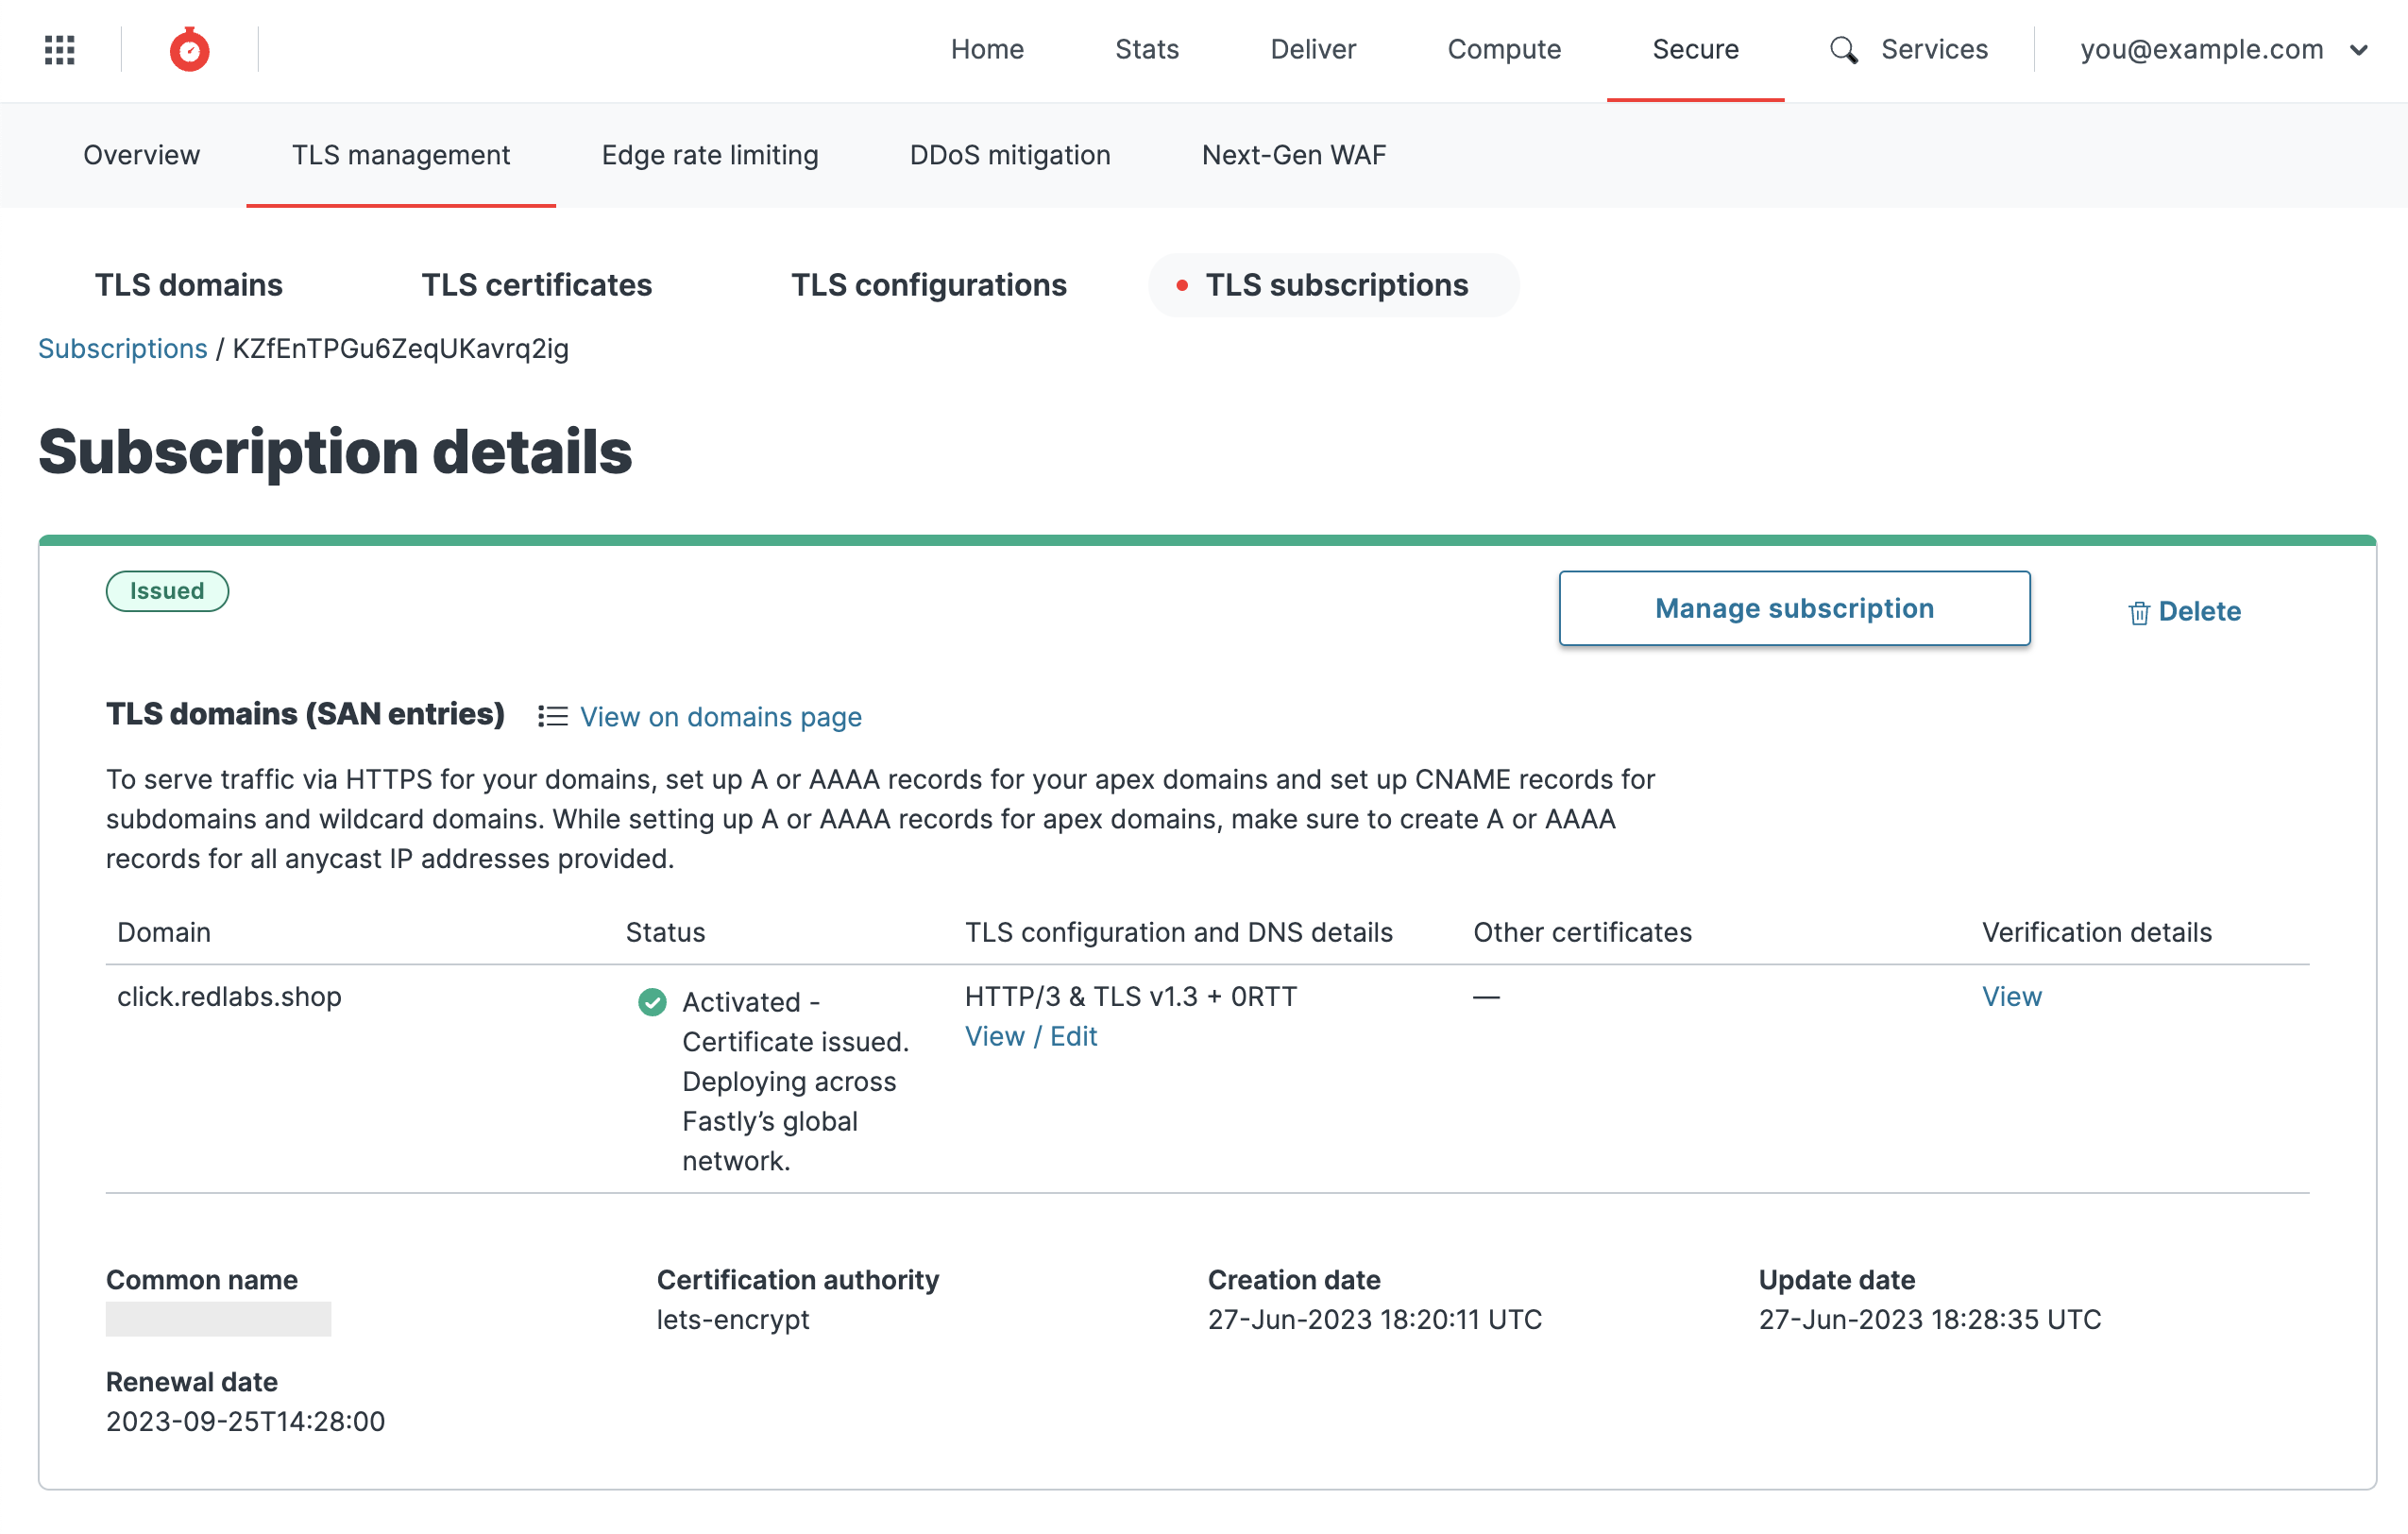 Home Stats Deliver Compute Secure Services you@example.com
Overview TLS management Edge rate limiting DDoS mitigation Next-Gen WAF
TLS domains TLS certificates TLS configurations TLS subscriptions
Subscriptions / KZfEnTPGu6ZeqUKavrq2ig
Subscription details
Issued
Manage subscription
Delete
TLS domains (SAN entries) View on domains page
To serve traffic via HTTPS for your domains, set up A or AAAA records for your apex domains and set up CNAME records for
subdomains and wildcard domains. While setting up A or AAAA records for apex domains, make sure to create A or AAAA
records for all anycast IP addresses provided.
Domain Status TLS configuration and DNS details Other certificates Verification details
click.redlabs.shop
Activated -
Certificate issued.
Deploying across
Fastly’s global
network.
HTTP/3 & TLS v1.3 + 0RTT
View / Edit
—
View
Common name
Certification authority
lets-encrypt
Creation date
27-Jun-2023 18:20:11 UTC
Update date
27-Jun-2023 18:28:35 UTC
Renewal date
2023-09-25T14:28:00